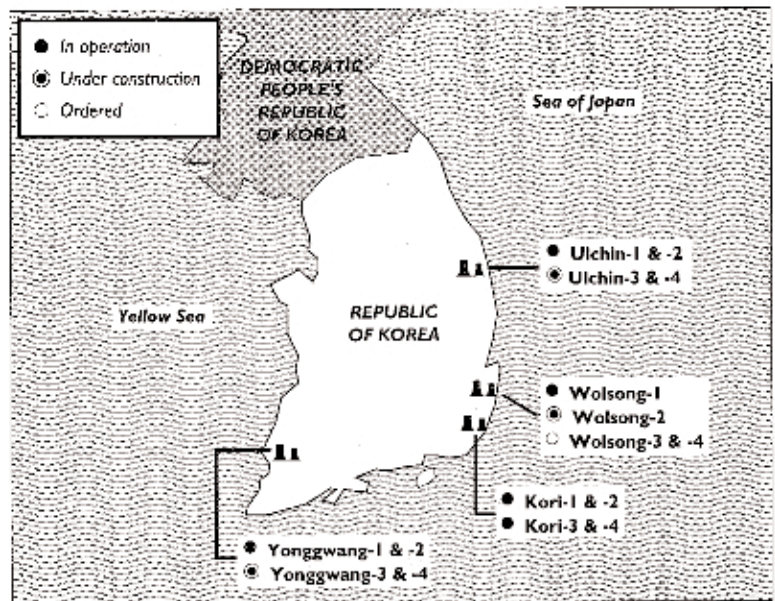 In operation
Under construction
Ordered
DEMOCRATIC
PEOPLE'S
REPUBLIC
OF KOREA
Sea of Japan
Ulchin-1 & -2
Ulchin-3 & -4
Yellow Sea
REPUBLIC
OF KOREA
Wolsong-1
Wolsong-2
Wolsong-3 & -4
Kori-1 & -2
Kori-3 & -4
Yonggwang-1 & -2
Yonggwang-3 & -4